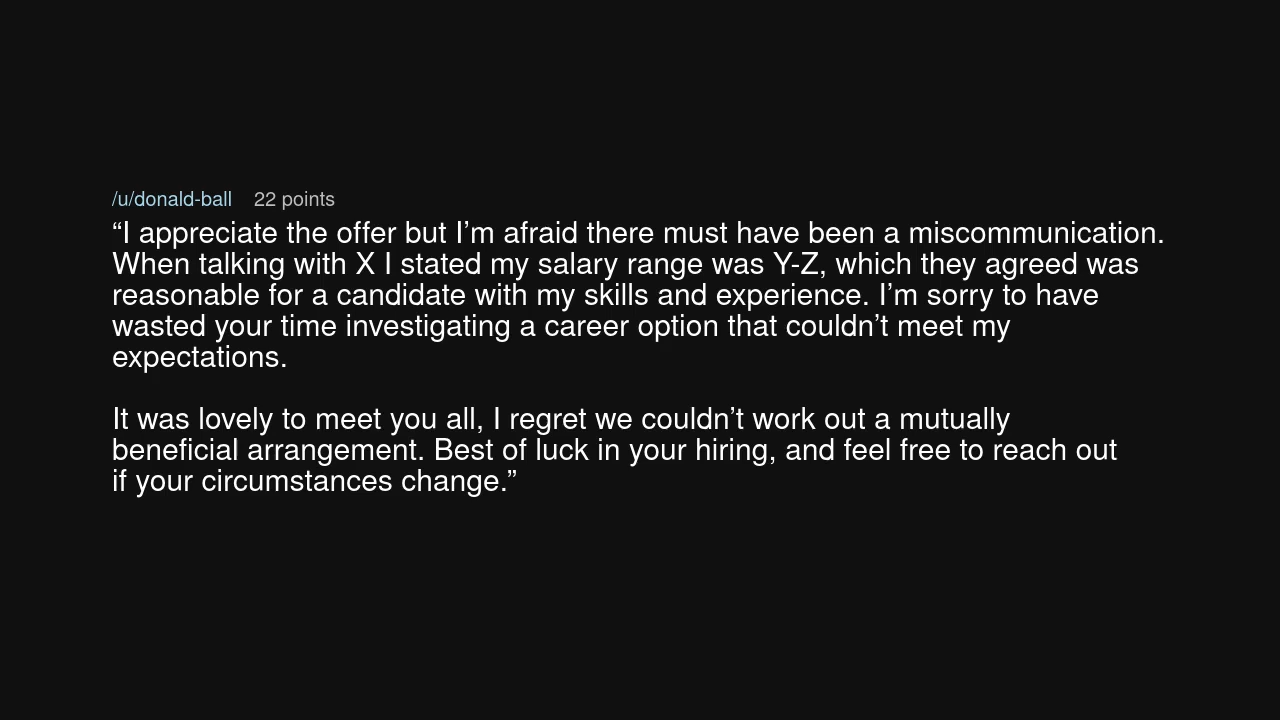 /u/donald-ball 22 points
“I appreciate the offer but I’m afraid there must have been a miscommunication.
When talking with X I stated my salary range was Y-Z, which they agreed was
reasonable for a candidate with my skills and experience. I’m sorry to have
wasted your time investigating a career option that couldn’t meet my
expectations.
It was lovely to meet you all, I regret we couldn’t work out a mutually
beneficial arrangement. Best of luck in your hiring, and feel free to reach out
if your circumstances change.”